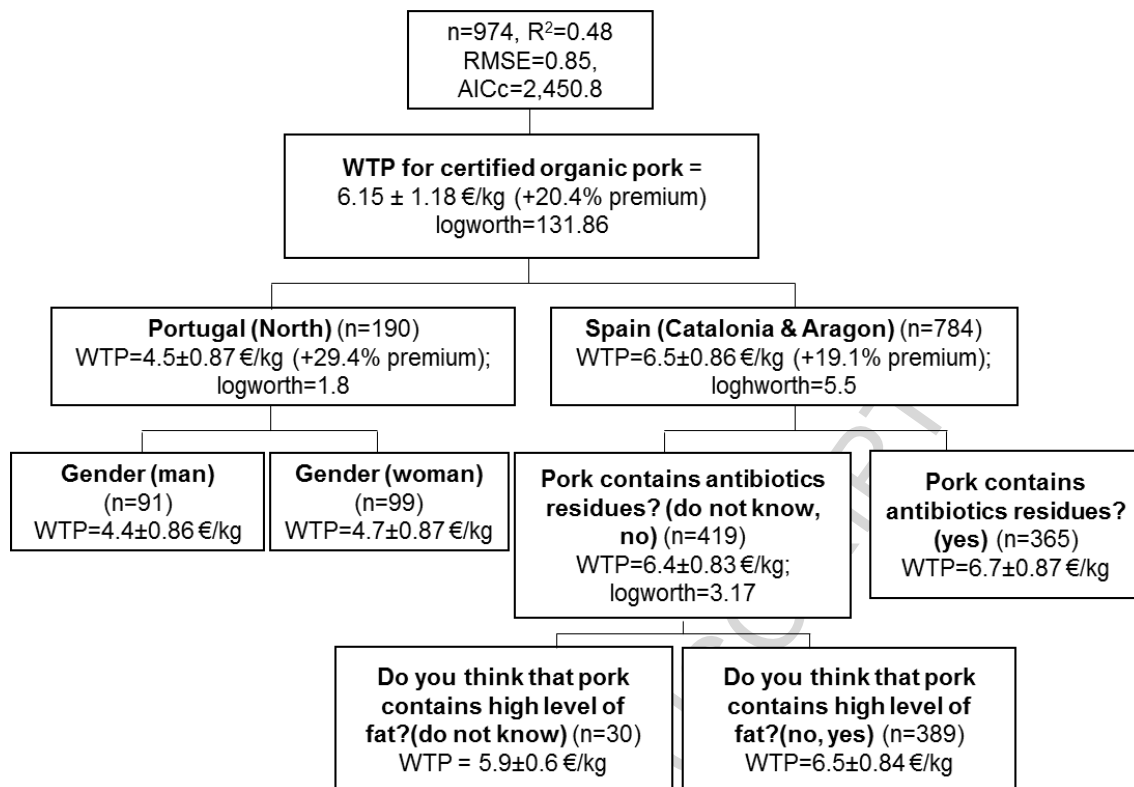 n=974, R²=0.48
RMSE=0.85,
AICc=2,450.8
WTP for certified organic pork =
6.15 ± 1.18 €/kg (+20.4% premium)
logworth=131.86
Portugal (North) (n=190)
WTP=4.5±0.87 €/kg (+29.4% premium);
logworth=1.8
Spain (Catalonia & Aragon) (n=784)
WTP=6.5±0.86 €/kg (+19.1% premium);
loghworth=5.5
Gender (man)
(n=91)
WTP=4.4±0.86 €/kg
Gender (woman)
(n=99)
WTP=4.7±0.87 €/kg
Pork contains antibiotics
residues? (do not know,
no) (n=419)
WTP=6.4±0.83 €/kg;
logworth=3.17
Pork contains
antibiotics residues?
(yes) (n=365)
WTP=6.7±0.87 €/kg
Do you think that pork
contains high level of
fat?(do not know) (n=30)
WTP = 5.9±0.6 €/kg
Do you think that pork
contains high level of
fat?(no, yes) (n=389)
WTP=6.5±0.84 €/kg